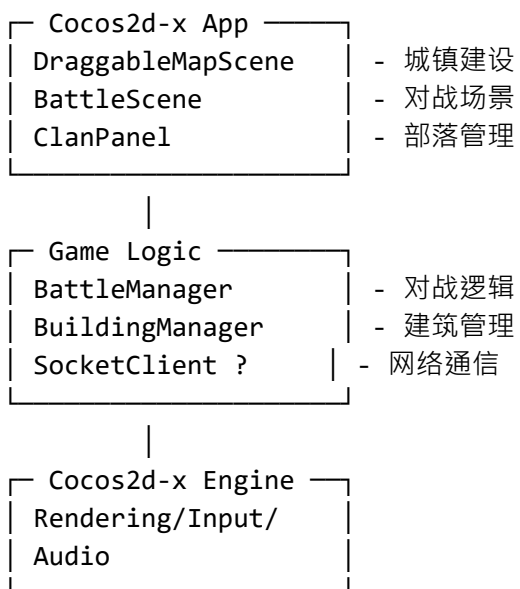 Cocos2d-x App
DraggableMapScene - 城镇建设
BattleScene - 对战场景
ClanPanel - 部落管理
Game Logic
BattleManager - 对战逻辑
BuildingManager - 建筑管理
SocketClient ? - 网络通信
Cocos2d-x Engine
Rendering/Input/
Audio